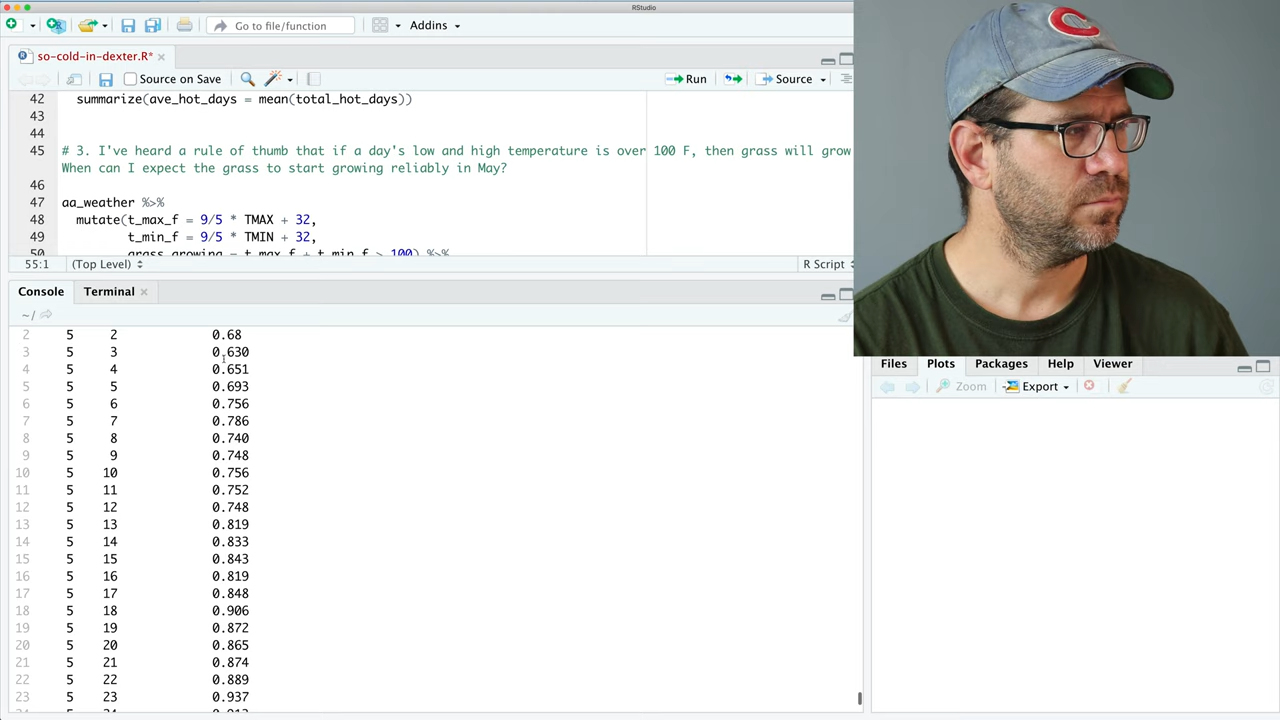 RStudio
Go to file/function
Addins
so-cold-in-dexter.R*
Source on Save
Run
Source
42 summarize(ave_hot_days = mean(total_hot_days))
43
44
45 # 3. I've heard a rule of thumb that if a day's low and high temperature is over 100 F, then grass will grow
When can I expect the grass to start growing reliably in May?
46
47 aa_weather %>%
48 mutate(t_max_f = 9/5 * TMAX + 32,
49 t_min_f = 9/5 * TMIN + 32,
50 grass_growing = t_max_f + t_min_f > 100) %>%
55:1 (Top Level) R Script
Console Terminal
~/
2 5 2 0.68
3 5 3 0.630
4 5 4 0.651
5 5 5 0.693
6 5 6 0.756
7 5 7 0.786
8 5 8 0.740
9 5 9 0.748
10 5 10 0.756
11 5 11 0.752
12 5 12 0.748
13 5 13 0.819
14 5 14 0.833
15 5 15 0.843
16 5 16 0.819
17 5 17 0.848
18 5 18 0.906
19 5 19 0.872
20 5 20 0.865
21 5 21 0.874
22 5 22 0.889
23 5 23 0.937
C
Files Plots Packages Help Viewer
Zoom Export